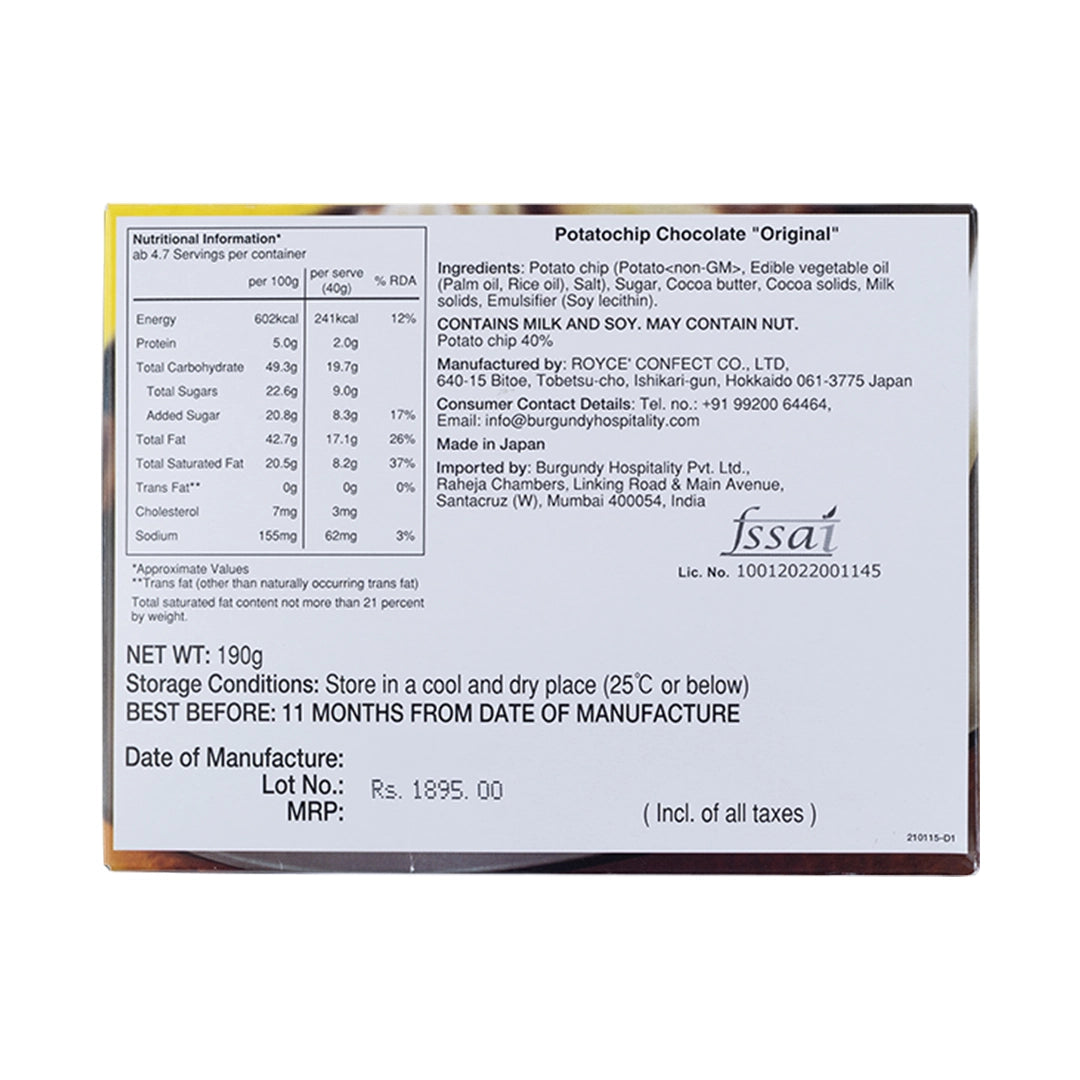 Nutritional Information*
ab 4.7 Servings per container
per 100g per serve (40g) % RDA
Energy 602kcal 241kcal 12%
Protein 5.0g 2.0g
Total Carbohydrate 49.3g 19.7g
Total Sugars 22.6g 9.0g
Added Sugar 20.8g 8.3g 17%
Total Fat 42.7g 17.1g 26%
Total Saturated Fat 20.5g 8.2g 37%
Trans Fat** 0g 0g 0%
Cholesterol 7mg 3mg
Sodium 155mg 62mg 3%
*Approximate Values
**Trans fat (other than naturally occurring trans fat)
Total saturated fat content not more than 21 percent
by weight.
Potatochip Chocolate "Original"
Ingredients: Potato chip (Potato<non-GM>, Edible vegetable oil
(Palm oil, Rice oil), Salt), Sugar, Cocoa butter, Cocoa solids, Milk
solids, Emulsifier (Soy lecithin).
CONTAINS MILK AND SOY. MAY CONTAIN NUT.
Potato chip 40%
Manufactured by: ROYCE' CONFECT CO., LTD,
640-15 Bitoe, Tobetsu-cho, Ishikari-gun, Hokkaido 061-3775 Japan
Consumer Contact Details: Tel. no.: +91 99200 64464,
Email: info@burgundyhospitality.com
Made in Japan
Imported by: Burgundy Hospitality Pvt. Ltd.,
Raheja Chambers, Linking Road & Main Avenue,
Santacruz (W), Mumbai 400054, India
fssai
Lic. No. 10012022001145
NET WT: 190g
Storage Conditions: Store in a cool and dry place (25℃ or below)
BEST BEFORE: 11 MONTHS FROM DATE OF MANUFACTURE
Date of Manufacture:
Lot No.: Rs. 1895. 00
MRP: ( Incl. of all taxes )
210115-D1